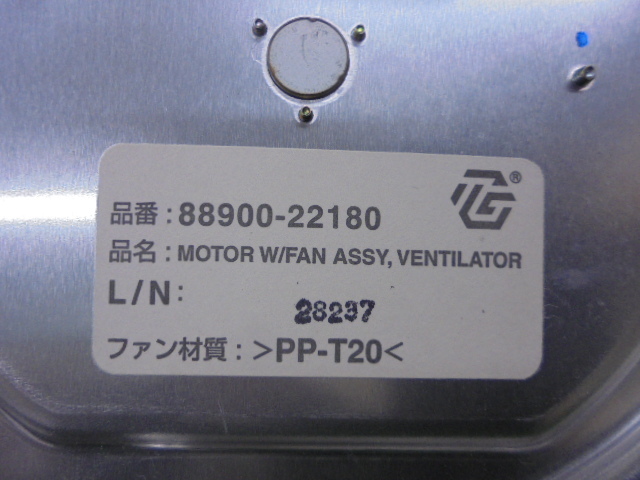 品番 : 88900-22180
品名 : MOTOR W/FAN ASSY, VENTILATOR
L/N :
28237
ファン材質 : >PP-T20<
TG®